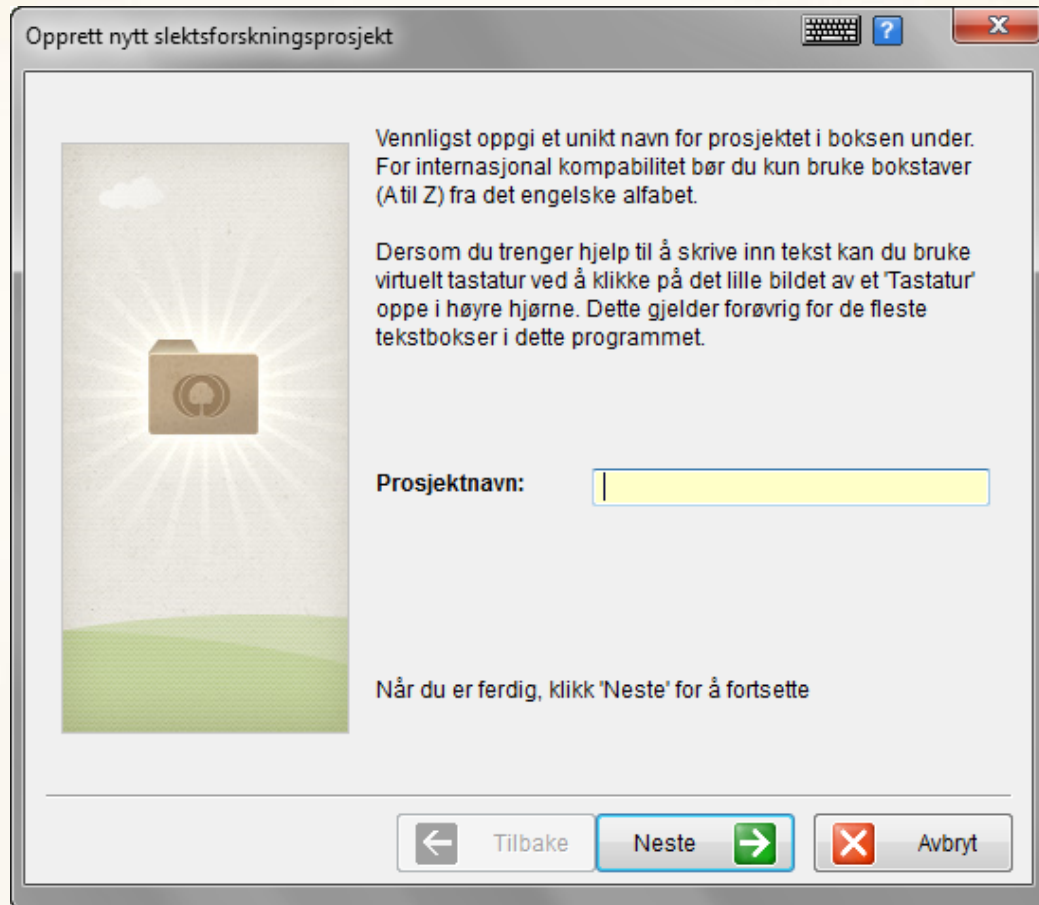 Opprett nytt slektsforskningsprosjekt
Vennligst oppgi et unikt navn for prosjektet i boksen under.
For internasjonal kompabilitet bør du kun bruke bokstaver
(A til Z) fra det engelske alfabet.
Dersom du trenger hjelp til å skrive inn tekst kan du bruke
virtuelt tastatur ved å klikke på det lille bildet av et 'Tastatur'
oppe i høyre hjørne. Dette gjelder forøvrig for de fleste
tekstbokser i dette programmet.
Prosjektnavn:
Når du er ferdig, klikk 'Neste' for å fortsette
Tilbake Neste Avbryt